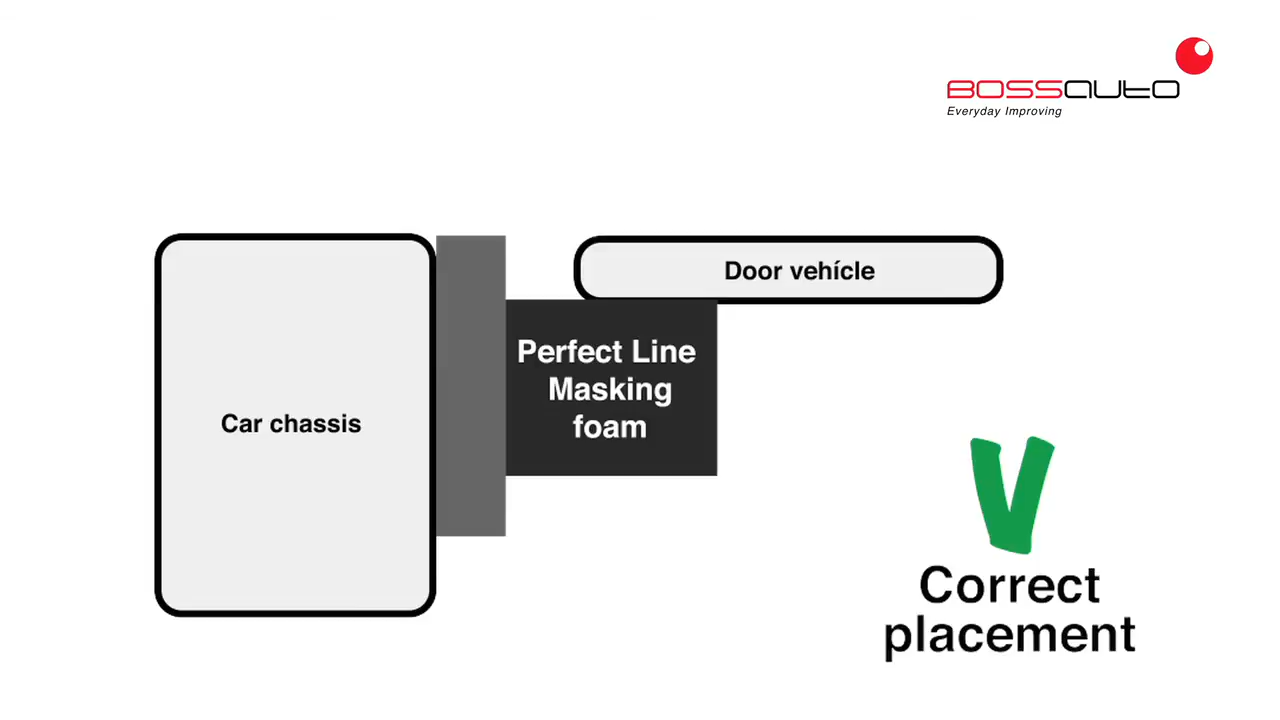 BOSSAUTO
Everyday Improving
Door vehícle
Perfect Line
Masking
foam
Car chassis
V
Correct
placement